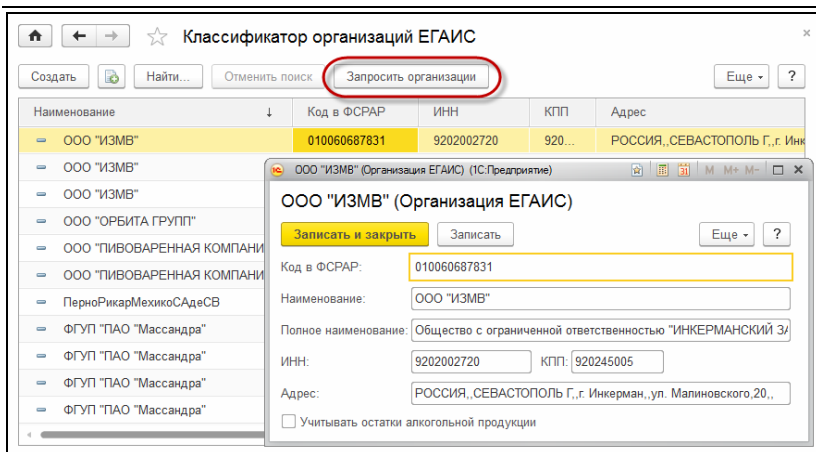 Классификатор организаций ЕГАИС
Создать Найти... Отменить поиск Запросить организации Еще ?
Наименование ↓ Код в ФСРАР ИНН КПП Адрес
ООО "ИЗМВ" 010060687831 9202002720 920... РОССИЯ,,СЕВАСТОПОЛЬ Г,,г. Инк
ООО "ИЗМВ"
ООО "ИЗМВ"
ООО "ОРБИТА ГРУПП"
ООО "ПИВОВАРЕННАЯ КОМПАНИ
ООО "ПИВОВАРЕННАЯ КОМПАНИ
ПерноРикарМехикоСАдеСВ
ФГУП "ПАО "Массандра"
ФГУП "ПАО "Массандра"
ФГУП "ПАО "Массандра"
ФГУП "ПАО "Массандра"
ООО "ИЗМВ" (Организация ЕГАИС) (1С:Предприятие) 31 M M+ M-
ООО "ИЗМВ" (Организация ЕГАИС)
Записать и закрыть Записать Еще ?
Код в ФСРАР: 010060687831
Наименование: ООО "ИЗМВ"
Полное наименование: Общество с ограниченной ответственностью "ИНКЕРМАНСКИЙ ЗА
ИНН: 9202002720 КПП: 920245005
Адрес: РОССИЯ,,СЕВАСТОПОЛЬ Г,,г. Инкерман,,ул. Малиновского,20,,
Учитывать остатки алкогольной продукции